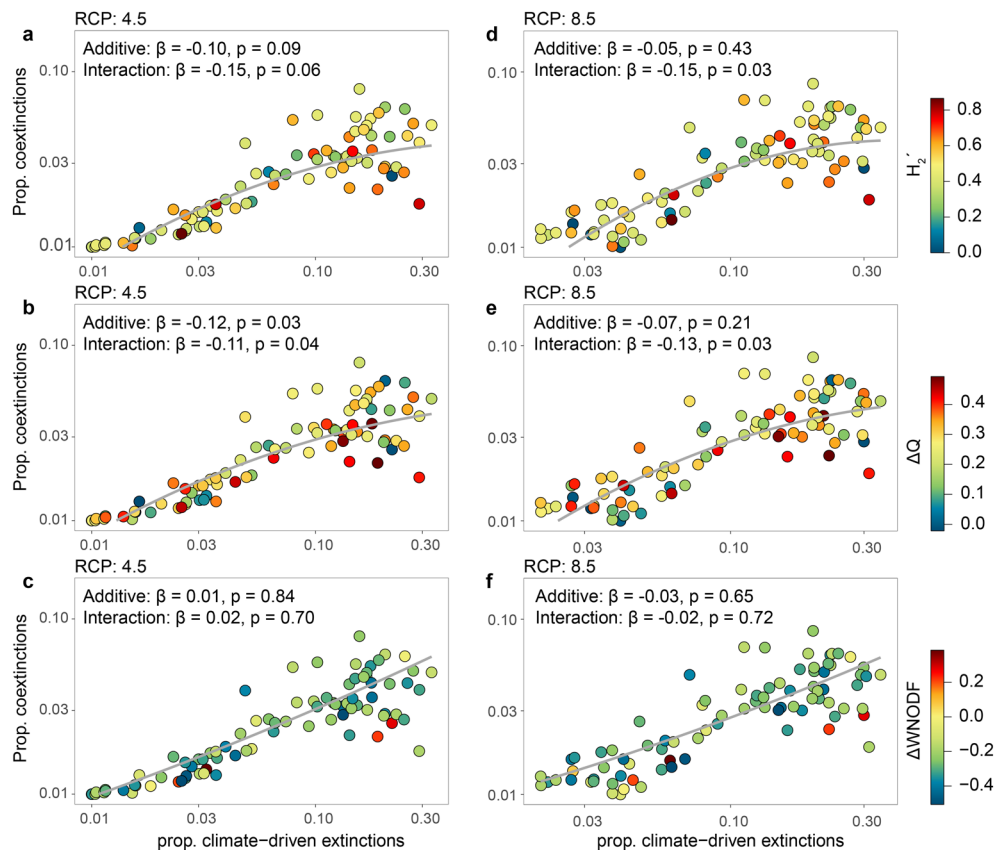 RCP: 4.5
a
Additive: β = -0.10, p = 0.09
Interaction: β = -0.15, p = 0.06
Prop. coextinctions
0.10
0.03
0.01
0.01 0.03 0.10 0.30
RCP: 8.5
d
Additive: β = -0.05, p = 0.43
Interaction: β = -0.15, p = 0.03
0.10
0.03
0.01
0.03 0.10 0.30
0.8
0.6
0.4
0.2
0.0
H₂′
RCP: 4.5
b
Additive: β = -0.12, p = 0.03
Interaction: β = -0.11, p = 0.04
Prop. coextinctions
0.10
0.03
0.01
0.01 0.03 0.10 0.30
RCP: 8.5
e
Additive: β = -0.07, p = 0.21
Interaction: β = -0.13, p = 0.03
0.10
0.03
0.01
0.03 0.10 0.30
0.4
0.3
0.2
0.1
0.0
ΔQ
RCP: 4.5
c
Additive: β = 0.01, p = 0.84
Interaction: β = 0.02, p = 0.70
Prop. coextinctions
0.10
0.03
0.01
0.01 0.03 0.10 0.30
prop. climate−driven extinctions
RCP: 8.5
f
Additive: β = -0.03, p = 0.65
Interaction: β = -0.02, p = 0.72
0.10
0.03
0.01
0.03 0.10 0.30
prop. climate−driven extinctions
0.2
0.0
−0.2
−0.4
ΔWNODF